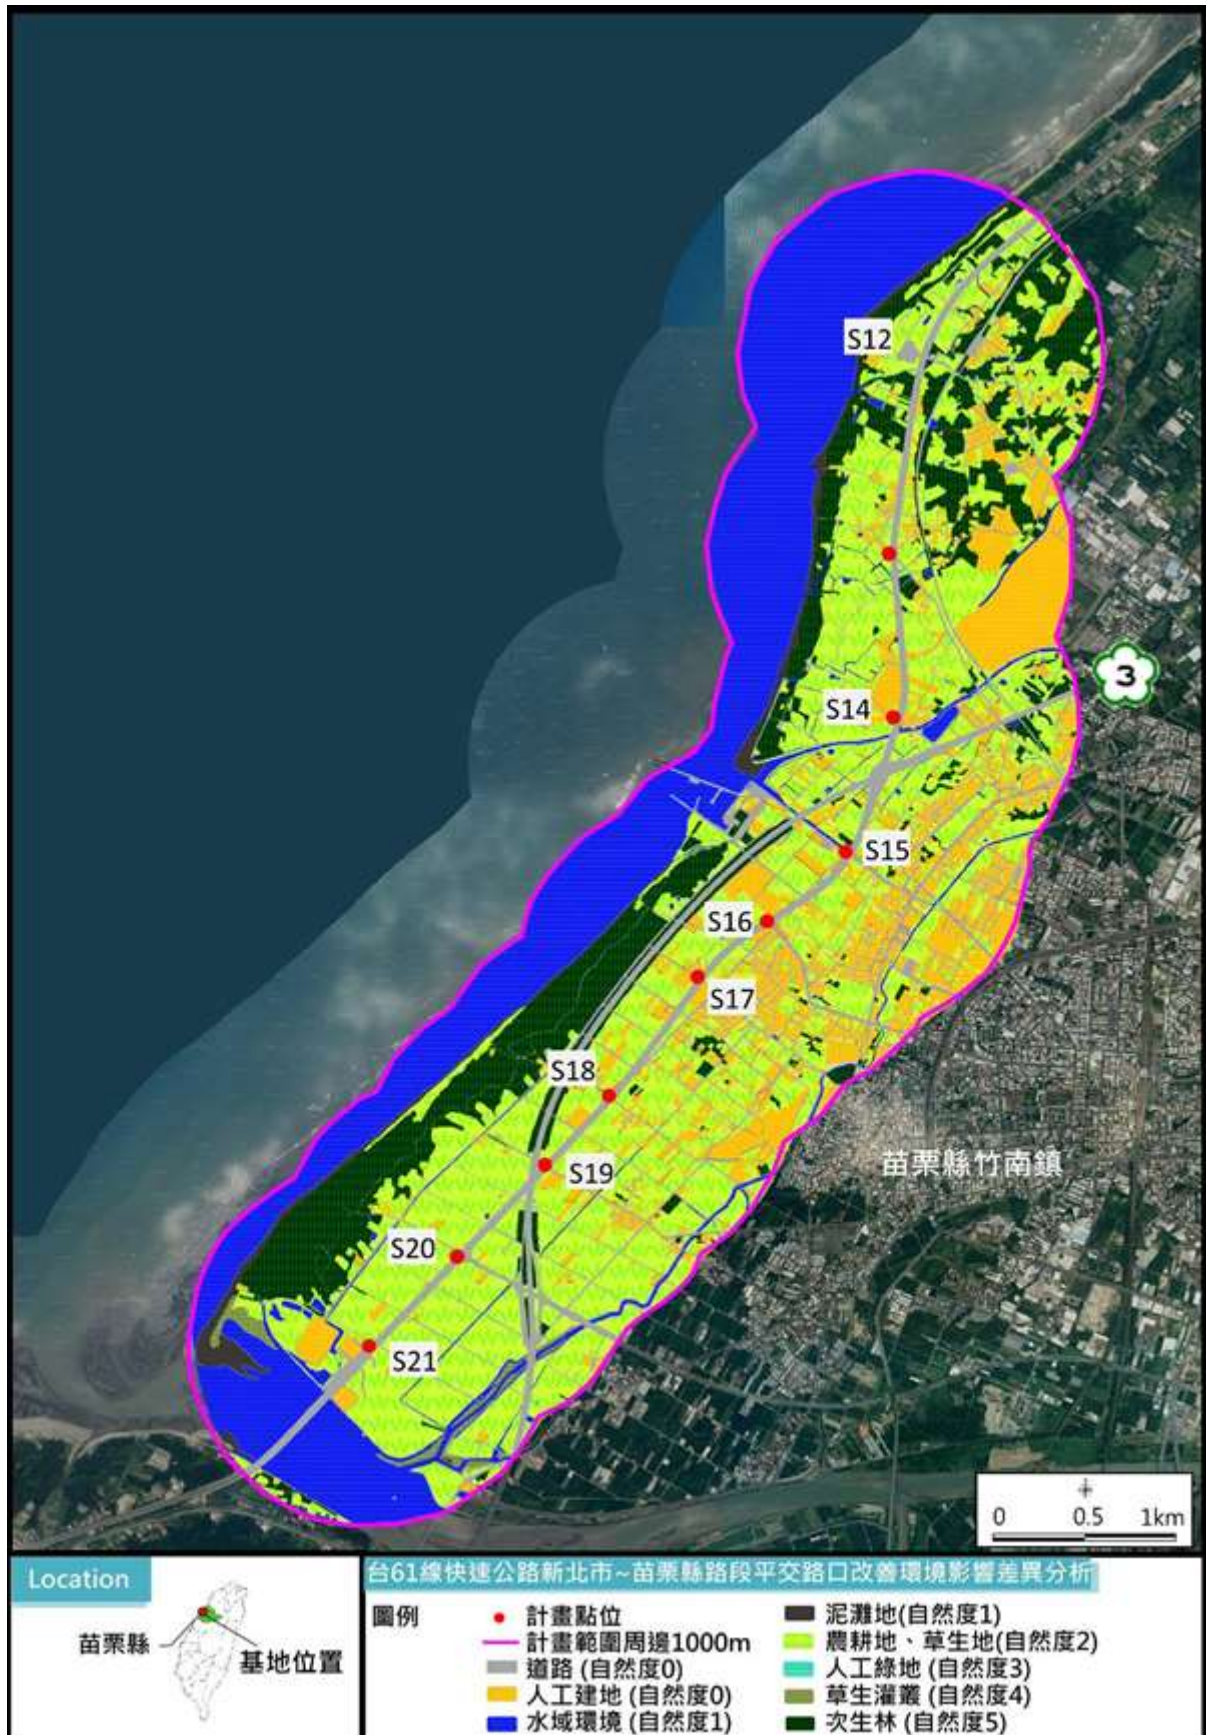 S12
3
S14
S15
S16
S17
S18
苗栗縣竹南鎮
S19
S20
S21
0 0.5 1km
Location
苗栗縣
基地位置
台61線快速公路新北市~苗栗縣路段平交路口改善環境影響差異分析
圖例
計畫點位
計畫範圍周邊1000m
道路 (自然度0)
人工建地 (自然度0)
水域環境 (自然度1)
泥灘地(自然度1)
農耕地、草生地(自然度2)
人工綠地 (自然度3)
草生灌叢 (自然度4)
次生林 (自然度5)